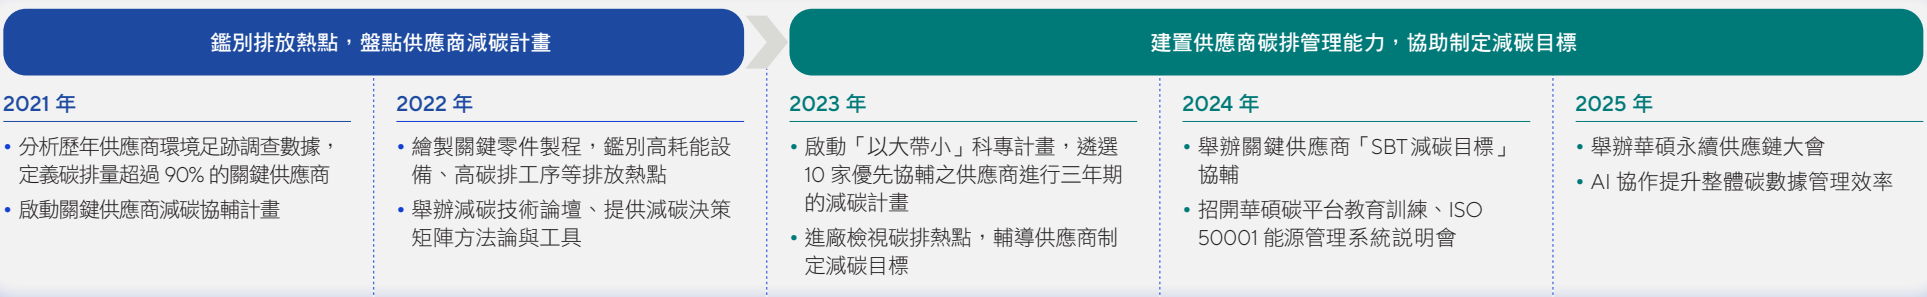 鑑別排放熱點，盤點供應商減碳計畫
建置供應商碳排管理能力，協助制定減碳目標
2021 年
• 分析歷年供應商環境足跡調查數據，
定義碳排量超過 90% 的關鍵供應商
• 啟動關鍵供應商減碳協輔計畫
2022 年
• 繪製關鍵零件製程，鑑別高耗能設
備、高碳排工序等排放熱點
• 舉辦減碳技術論壇、提供減碳決策
矩陣方法論與工具
2023 年
• 啟動「以大帶小」科專計畫，遴選
10 家優先協輔之供應商進行三年期
的減碳計畫
• 進廠檢視碳排熱點，輔導供應商制
定減碳目標
2024 年
• 舉辦關鍵供應商「SBT 減碳目標」
協輔
• 招開華碩碳平台教育訓練、ISO
50001 能源管理系統說明會
2025 年
• 舉辦華碩永續供應鏈大會
• AI 協作提升整體碳數據管理效率